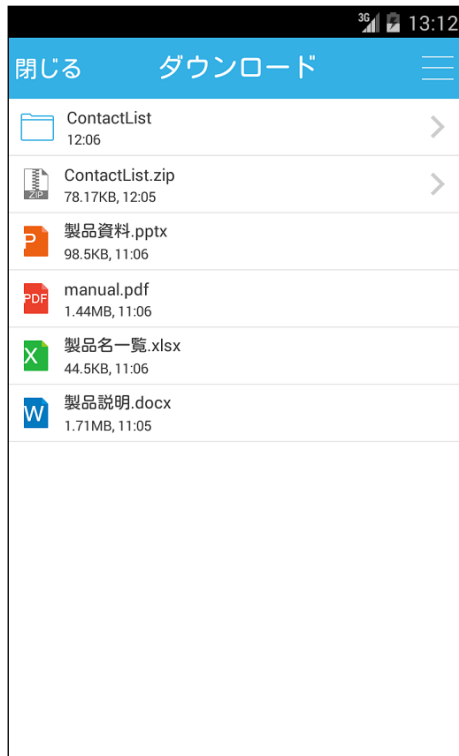 3G 13:12
閉じる ダウンロード
ContactList
12:06
ContactList.zip
ZIP
78.17KB, 12:05
製品資料.pptx
P
98.5KB, 11:06
manual.pdf
PDF
1.44MB, 11:06
製品名一覧.xlsx
X
44.5KB, 11:06
製品説明.docx
W
1.71MB, 11:05